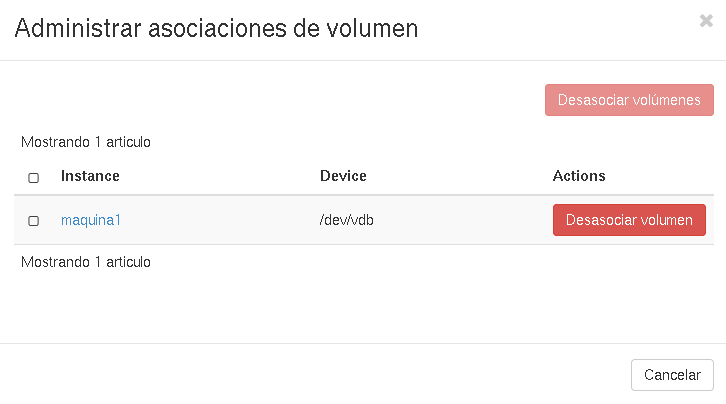 Administrar asociaciones de volumen
×
Desasociar volúmenes
Mostrando 1 articulo
Instance Device Actions
maquina1 /dev/vdb Desasociar volumen
Mostrando 1 articulo
Cancelar